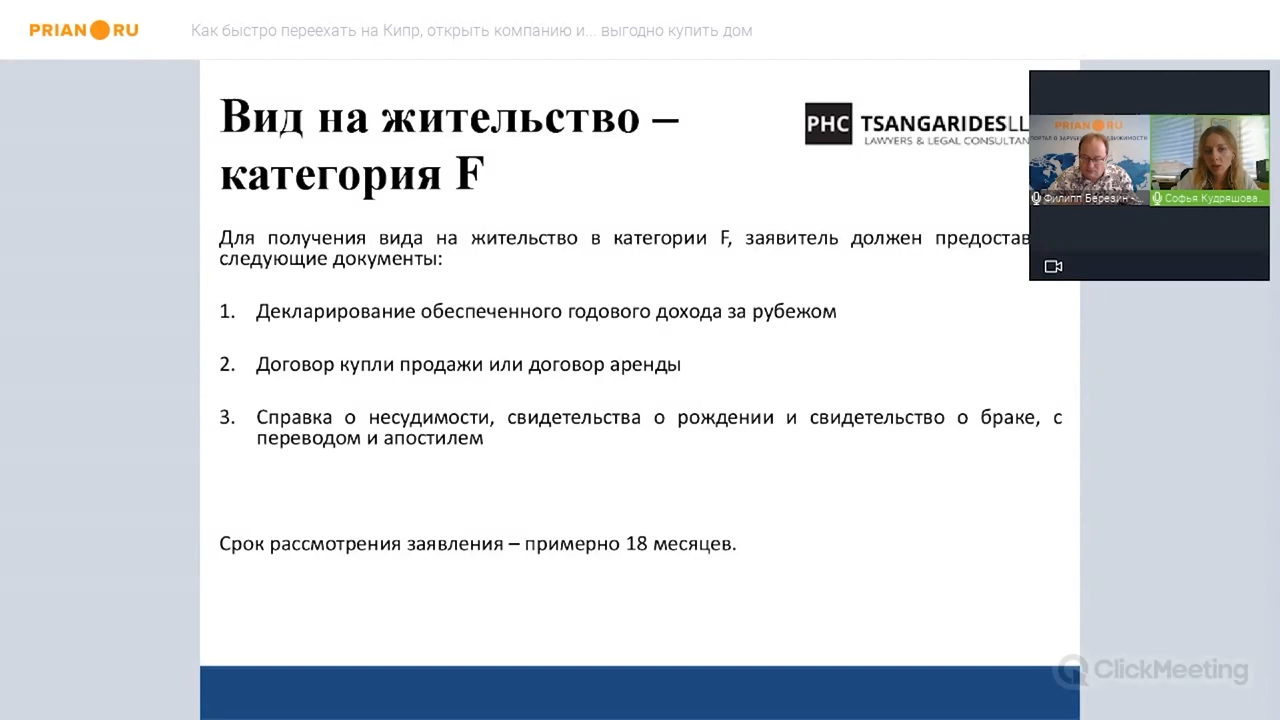 PRIAN RU
Как быстро переехать на Кипр, открыть компанию и... выгодно купить дом
Вид на жительство –
категория F
PHC TSANGARIDESLL
LAWYERS & LEGAL CONSULTAN
PRIAN RU
Филипп Березин -...
Софья Кудряшова...
Для получения вида на жительство в категории F, заявитель должен предостав
следующие документы:
1. Декларирование обеспеченного годового дохода за рубежом
2. Договор купли продажи или договор аренды
3. Справка о несудимости, свидетельства о рождении и свидетельство о браке, с
переводом и апостилем
Срок рассмотрения заявления – примерно 18 месяцев.
ClickMeeting